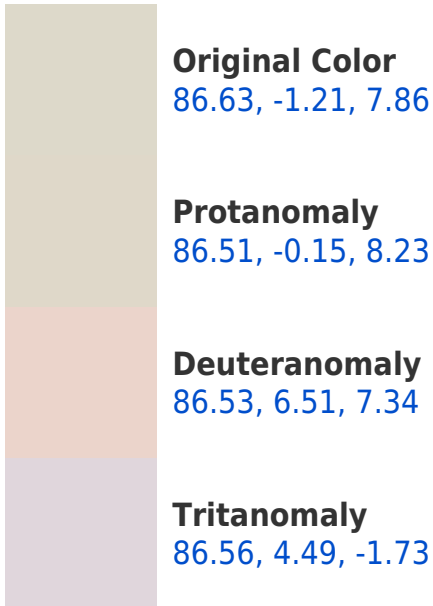 Original Color
86.63, -1.21, 7.86
Protanomaly
86.51, -0.15, 8.23
Deuteranomaly
86.53, 6.51, 7.34
Tritanomaly
86.56, 4.49, -1.73